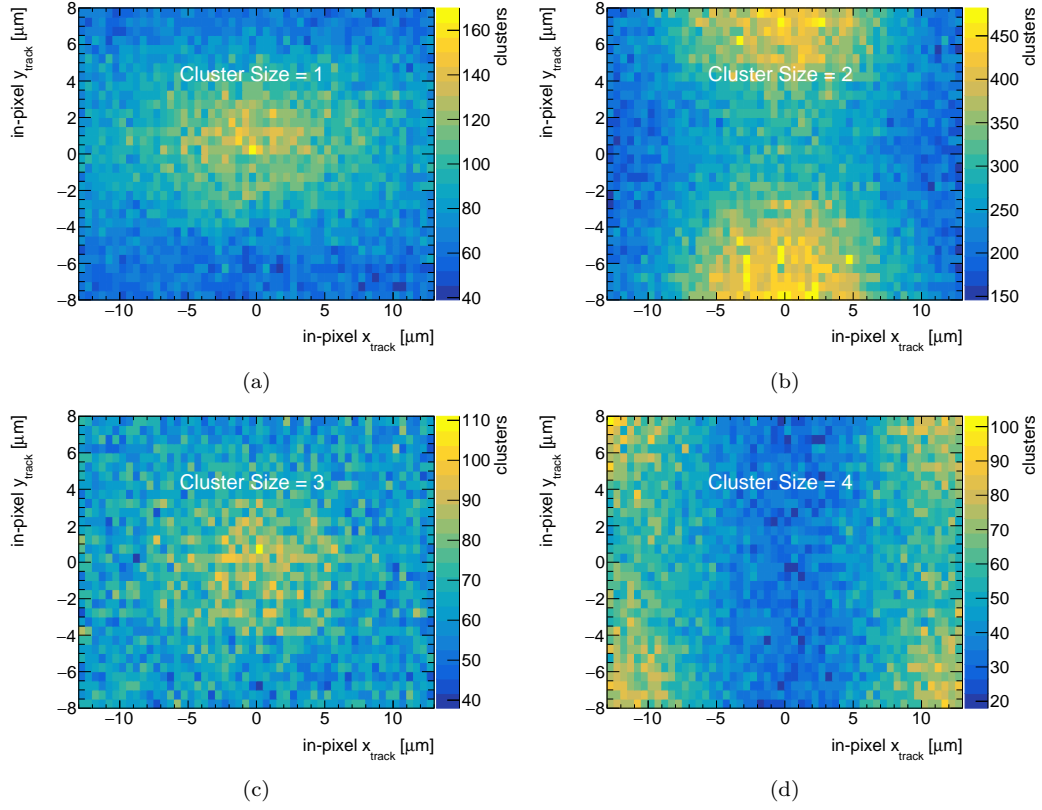 in-pixel y_track [μm]
8
6
4
2
0
−2
−4
−6
−8
−10 −5 0 5 10
in-pixel x_track [μm]
Cluster Size = 1
160
140
120
100
80
60
40
clusters
(a)
in-pixel y_track [μm]
8
6
4
2
0
−2
−4
−6
−8
−10 −5 0 5 10
in-pixel x_track [μm]
Cluster Size = 2
450
400
350
300
250
200
150
clusters
(b)
in-pixel y_track [μm]
8
6
4
2
0
−2
−4
−6
−8
−10 −5 0 5 10
in-pixel x_track [μm]
Cluster Size = 3
110
100
90
80
70
60
50
40
clusters
(c)
in-pixel y_track [μm]
8
6
4
2
0
−2
−4
−6
−8
−10 −5 0 5 10
in-pixel x_track [μm]
Cluster Size = 4
100
90
80
70
60
50
40
30
20
clusters
(d)